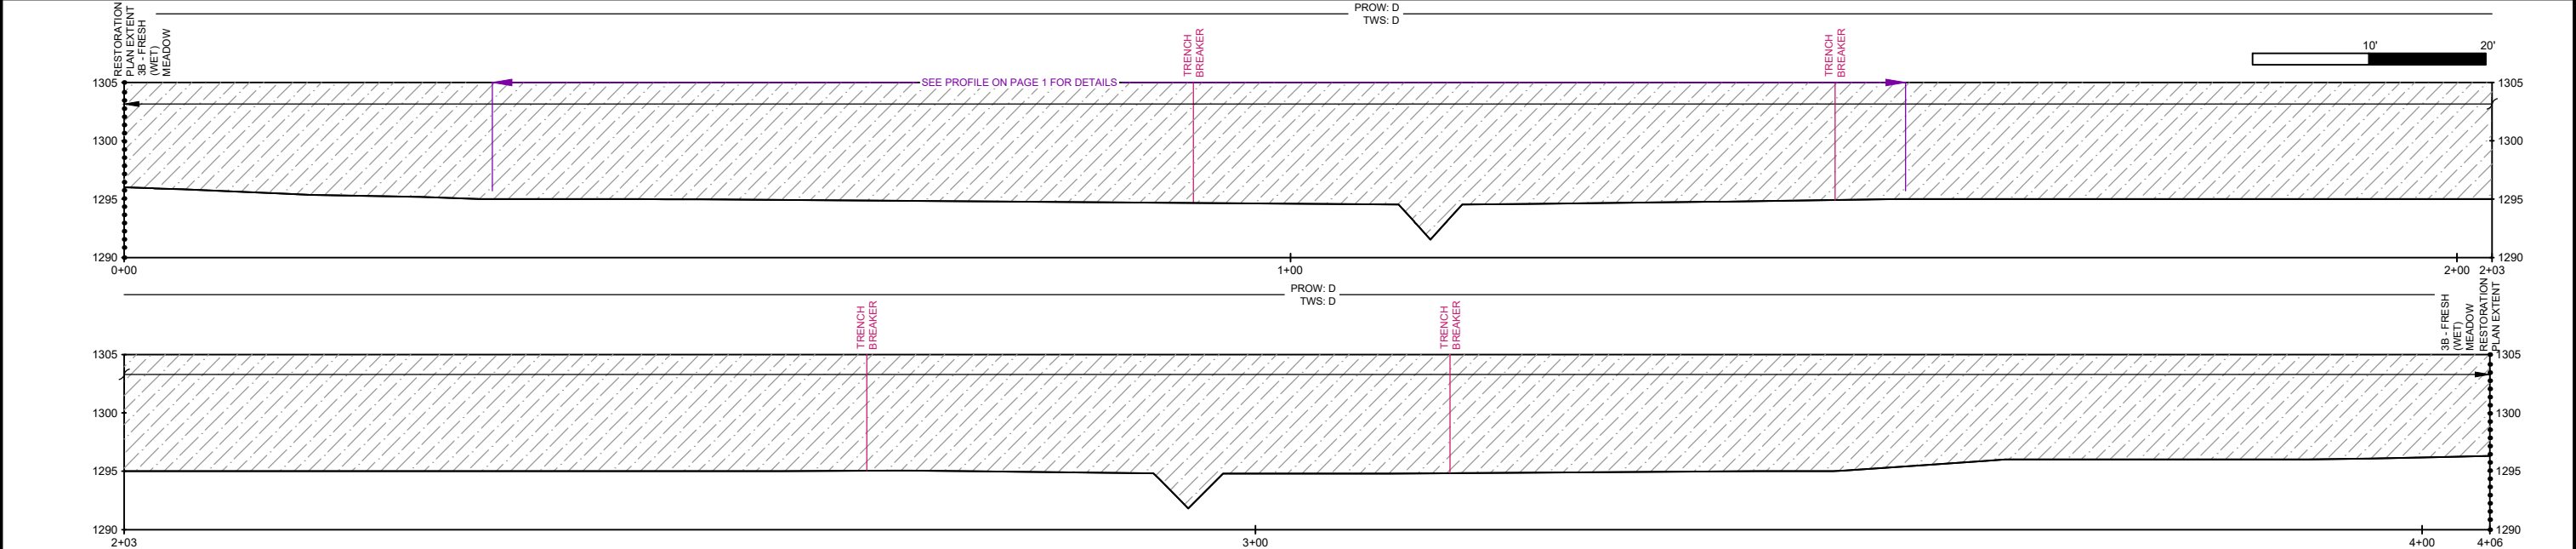 PROW: D
TWS: D
RESTORATION
PLAN EXTENT
3B - FRESH
(WET)
MEADOW
TRENCH
BREAKER
TRENCH
BREAKER
10'
20'
SEE PROFILE ON PAGE 1 FOR DETAILS
1305
1305
1300
1300
1295
1295
1290
1290
0+00
1+00
2+00
2+03
PROW: D
TWS: D
TRENCH
BREAKER
TRENCH
BREAKER
3B - FRESH
(WET)
MEADOW
RESTORATION
PLAN EXTENT
1305
1305
1300
1300
1295
1295
1290
1290
2+03
3+00
4+00
4+06